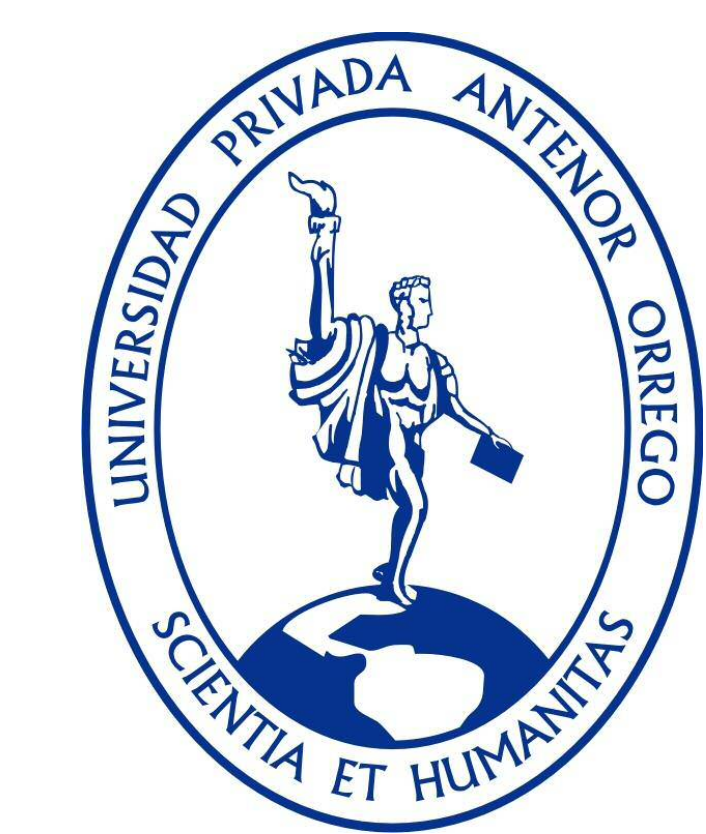 UNIVERSIDAD PRIVADA ANTENOR ORREGO
SCIENTIA ET HUMANITAS